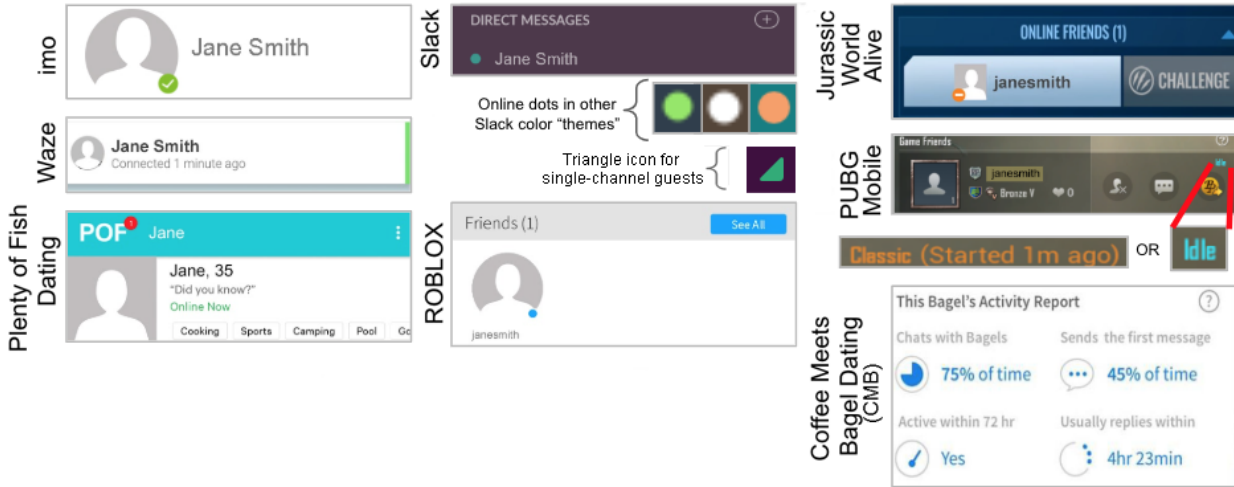 imo
Jane Smith
Waze
Jane Smith
Connected 1 minute ago
Plenty of Fish
Dating
POF 1 Jane
Jane, 35
"Did you know?"
Online Now
Cooking Sports Camping Pool Go
Slack
DIRECT MESSAGES
Jane Smith
Online dots in other
Slack color “themes”
Triangle icon for
single-channel guests
ROBLOX
Friends (1) See All
janesmith
Jurassic
World
Alive
ONLINE FRIENDS (1)
janesmith CHALLENGE
PUBG
Mobile
Game Friends ?
Idle
janesmith
1 Bronze V 0
Classic (Started 1m ago) OR Idle
Coffee Meets
Bagel Dating
(CMB)
This Bagel's Activity Report ?
Chats with Bagels Sends the first message
75% of time 45% of time
Active within 72 hr Usually replies within
Yes 4hr 23min